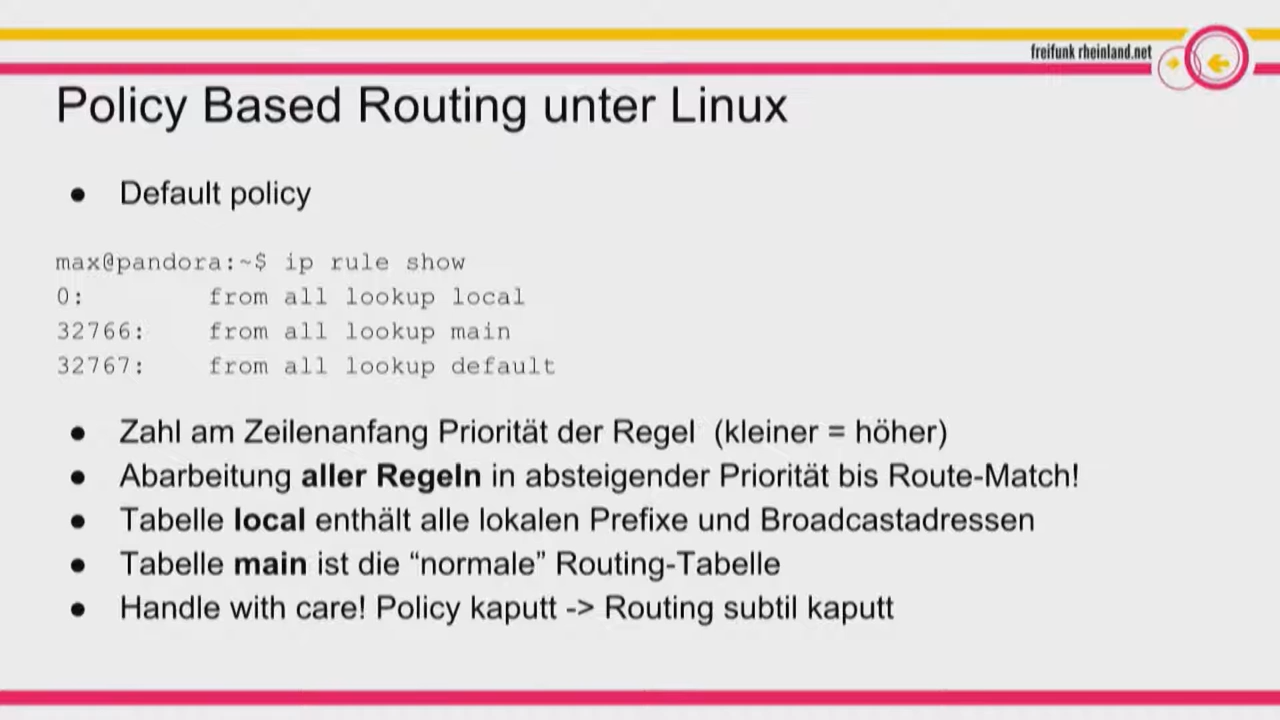 freifunk rheinland.net
Policy Based Routing unter Linux
● Default policy
max@pandora:~$ ip rule show
0: from all lookup local
32766: from all lookup main
32767: from all lookup default
● Zahl am Zeilenanfang Priorität der Regel (kleiner = höher)
● Abarbeitung aller Regeln in absteigender Priorität bis Route-Match!
● Tabelle local enthält alle lokalen Prefixe und Broadcastadressen
● Tabelle main ist die “normale” Routing-Tabelle
● Handle with care! Policy kaputt -> Routing subtil kaputt